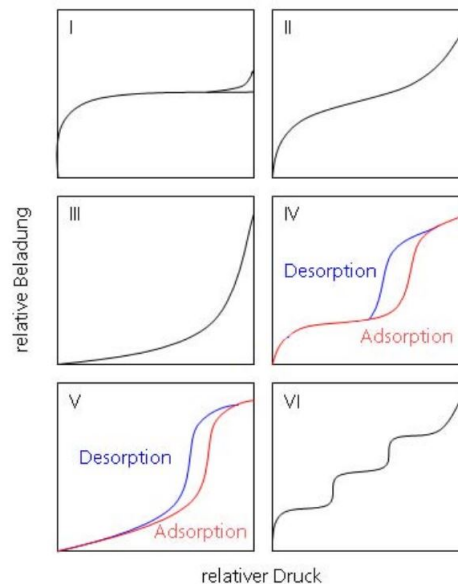 I
II
III
IV
Desorption
Adsorption
V
Desorption
Adsorption
VI
relative Beladung
relativer Druck